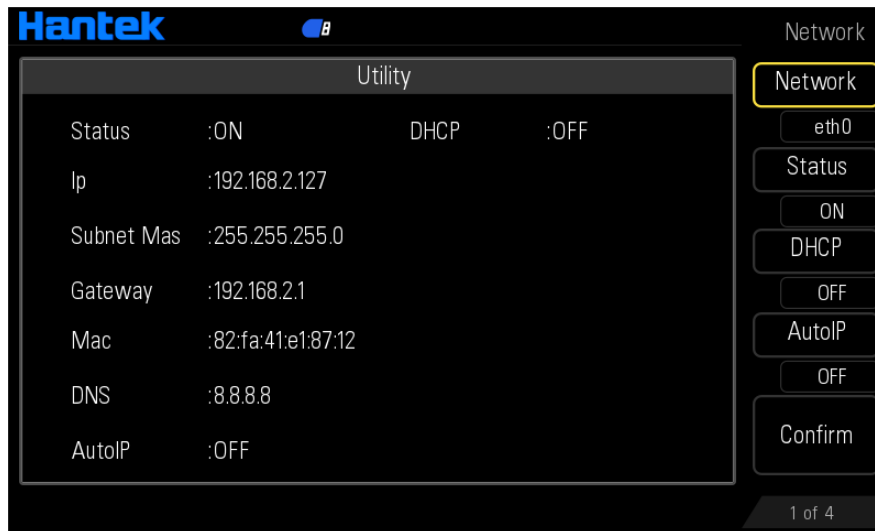 Hantek
Network
Utility
Status :ON DHCP :OFF
Ip :192.168.2.127
Subnet Mas :255.255.255.0
Gateway :192.168.2.1
Mac :82:fa:41:e1:87:12
DNS :8.8.8.8
AutoIP :OFF
Network
eth0
Status
ON
DHCP
OFF
AutoIP
OFF
Confirm
1 of 4